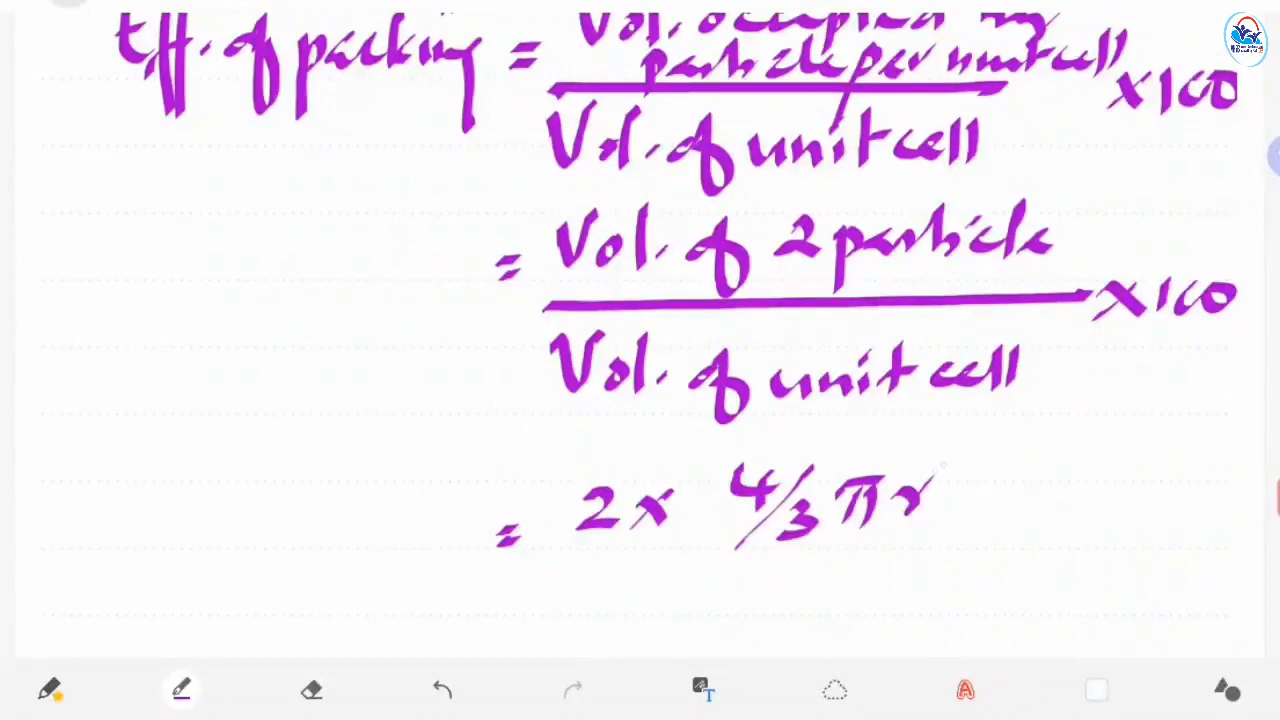 Eff. of packing = Vol. occupied by
particle per unit cell × 100
Vol. of unit cell
= Vol. of 2 particle × 100
Vol. of unit cell
= 2 × 4/3 πr